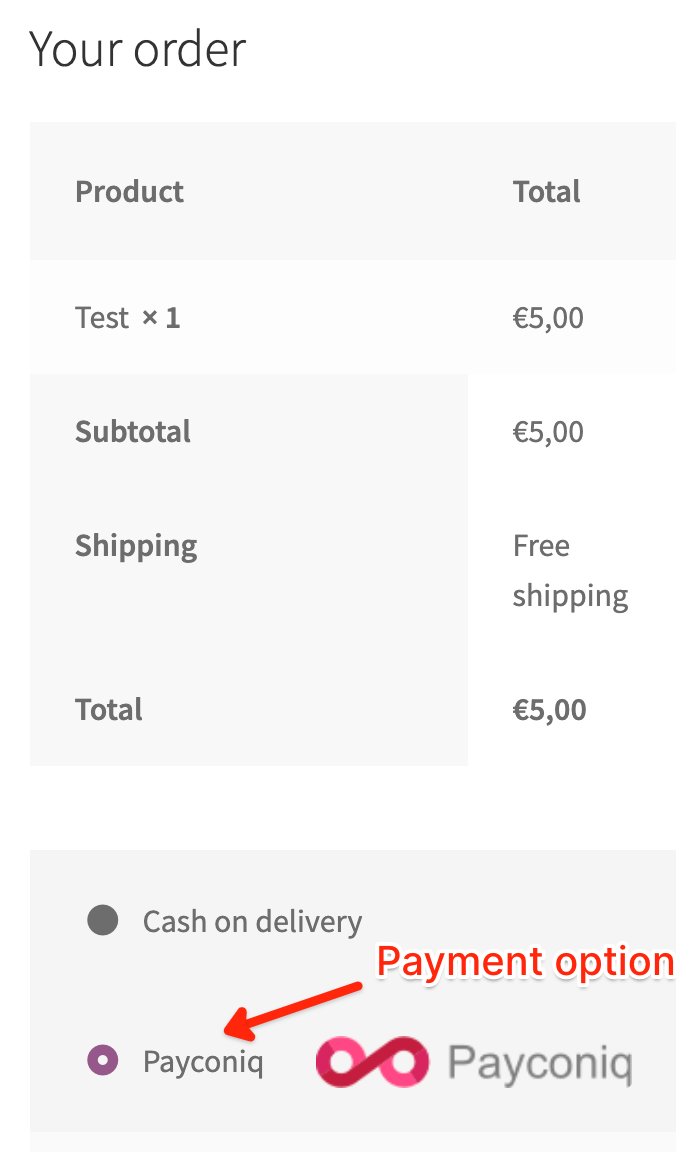 Your order
Product Total
Test × 1 €5,00
Subtotal €5,00
Shipping Free
shipping
Total €5,00
Cash on delivery
Payment option
Payconiq Payconiq